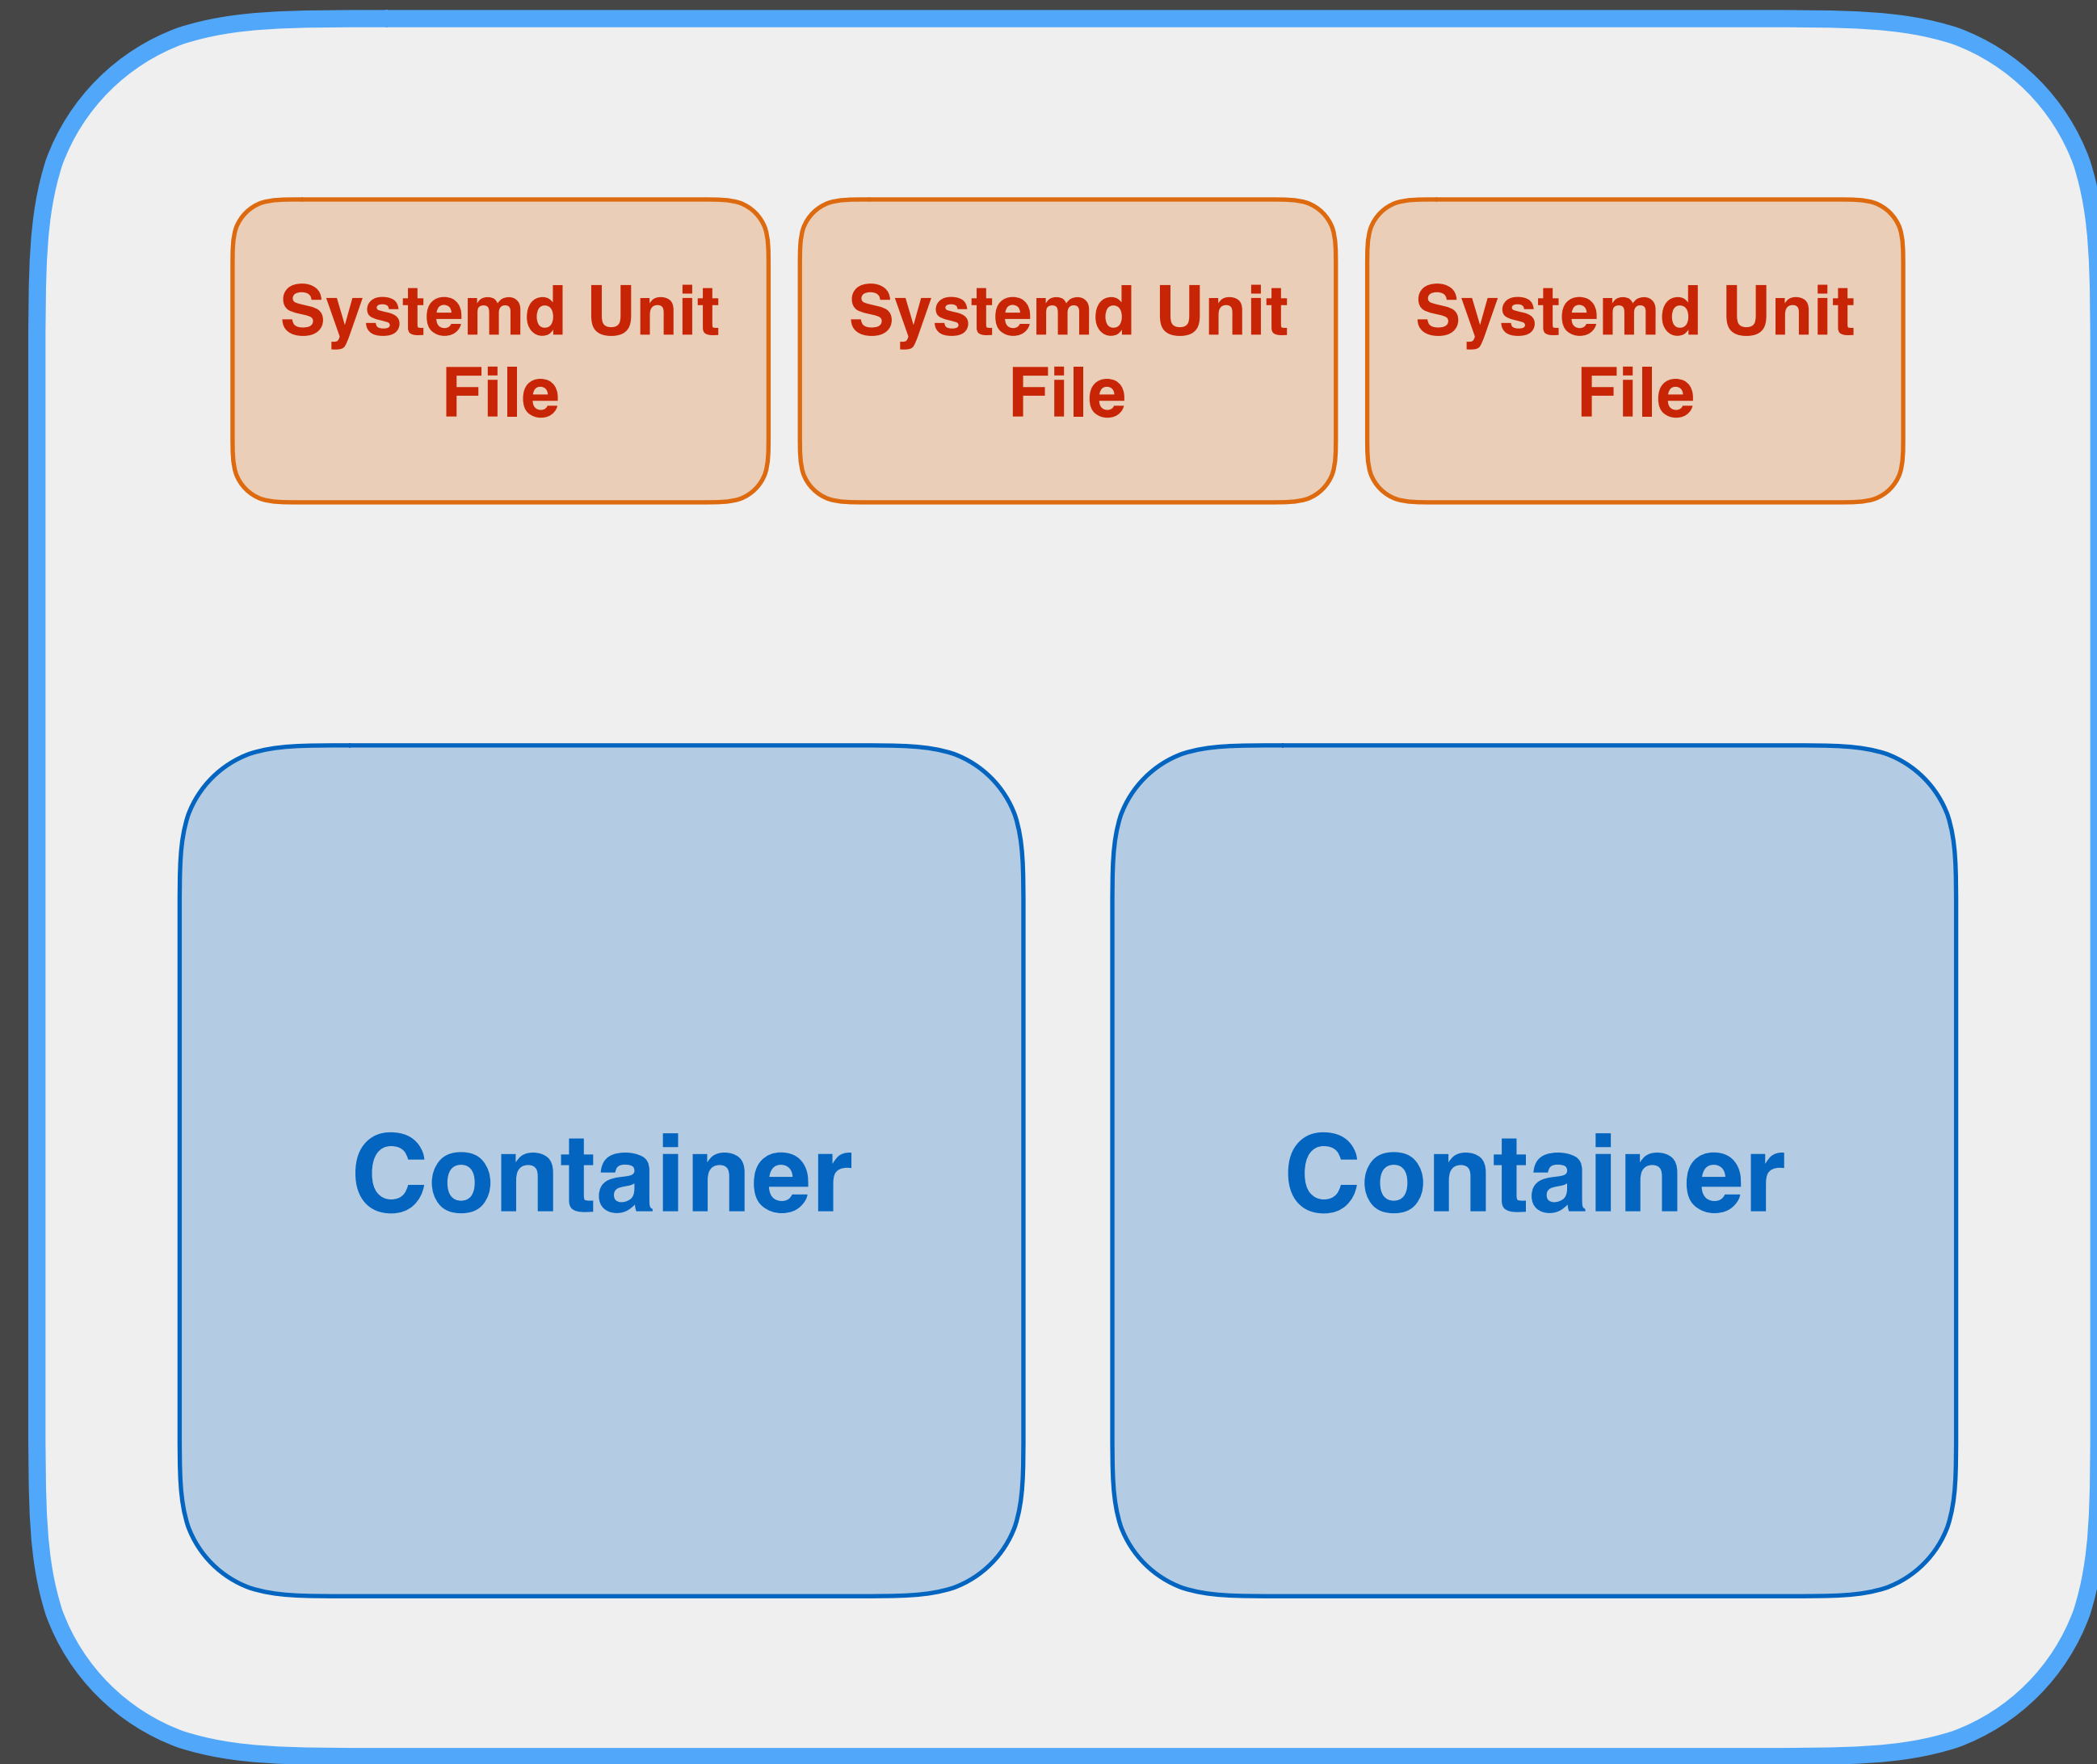 Systemd Unit
File
Systemd Unit
File
Systemd Unit
File
Container
Container